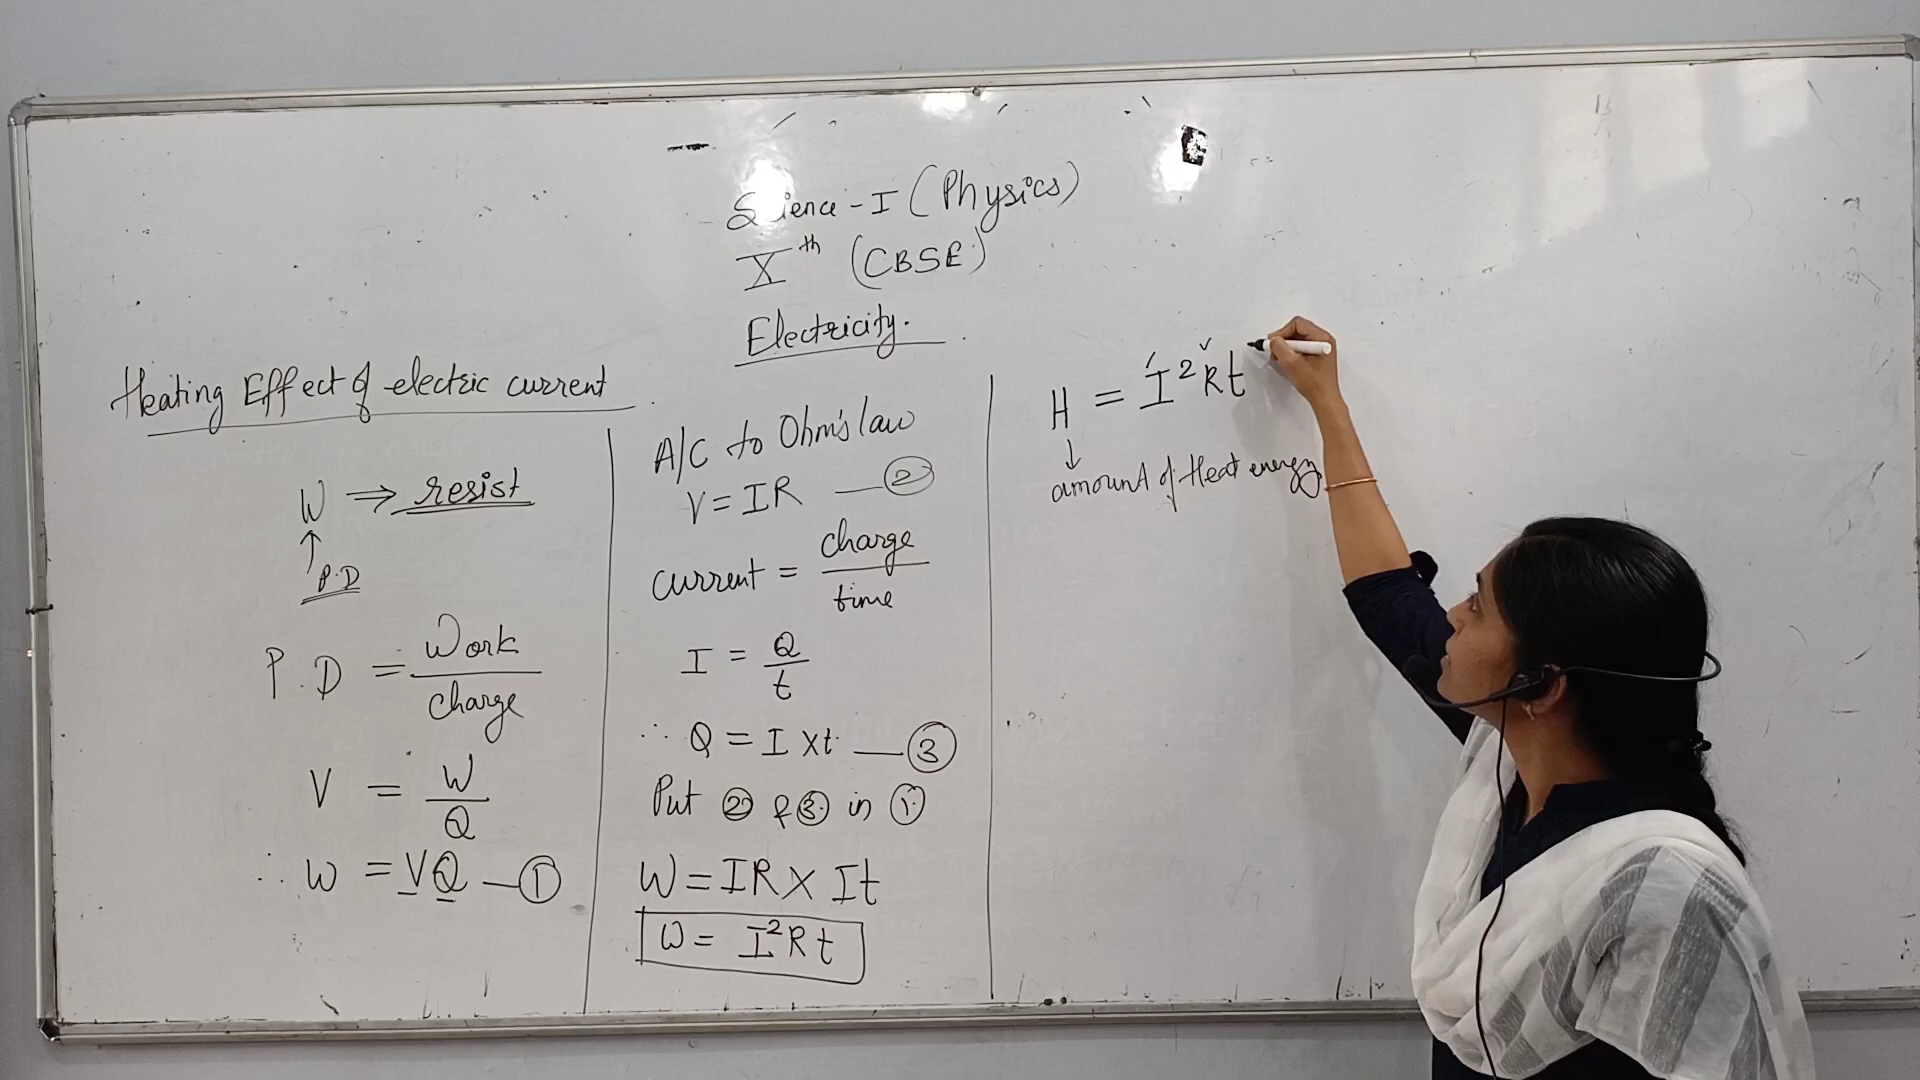 Science - I (Physics)
Xth (CBSE)
Electricity.
Heating Effect of electric current
W ⇒ resist
↑
P.D
P.D = Work / charge
V = W / Q
∴ W = VQ — ①
A/C to Ohm's law
V = IR — ②
current = charge / time
I = Q / t
∴ Q = I x t — ③
Put ② & ③ in ①
W = IR X It
W = I²Rt
H = I²Rt
↓
amount of Heat energy